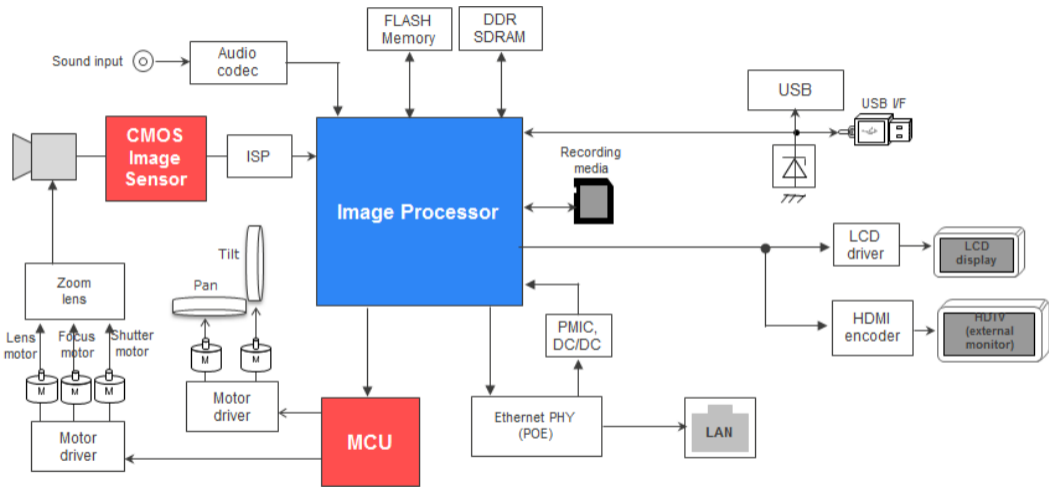 FLASH
Memory
DDR
SDRAM
Sound input
Audio
codec
USB
USB I/F
CMOS
Image
Sensor
ISP
Image Processor
Recording
media
Tilt
Pan
LCD
driver
LCD
display
Zoom
lens
Lens
motor
Focus
motor
Shutter
motor
M
M
M
M
M
PMIC,
DC/DC
HDMI
encoder
HDTV
(external
monitor)
Motor
driver
Motor
driver
MCU
Ethernet PHY
(POE)
LAN